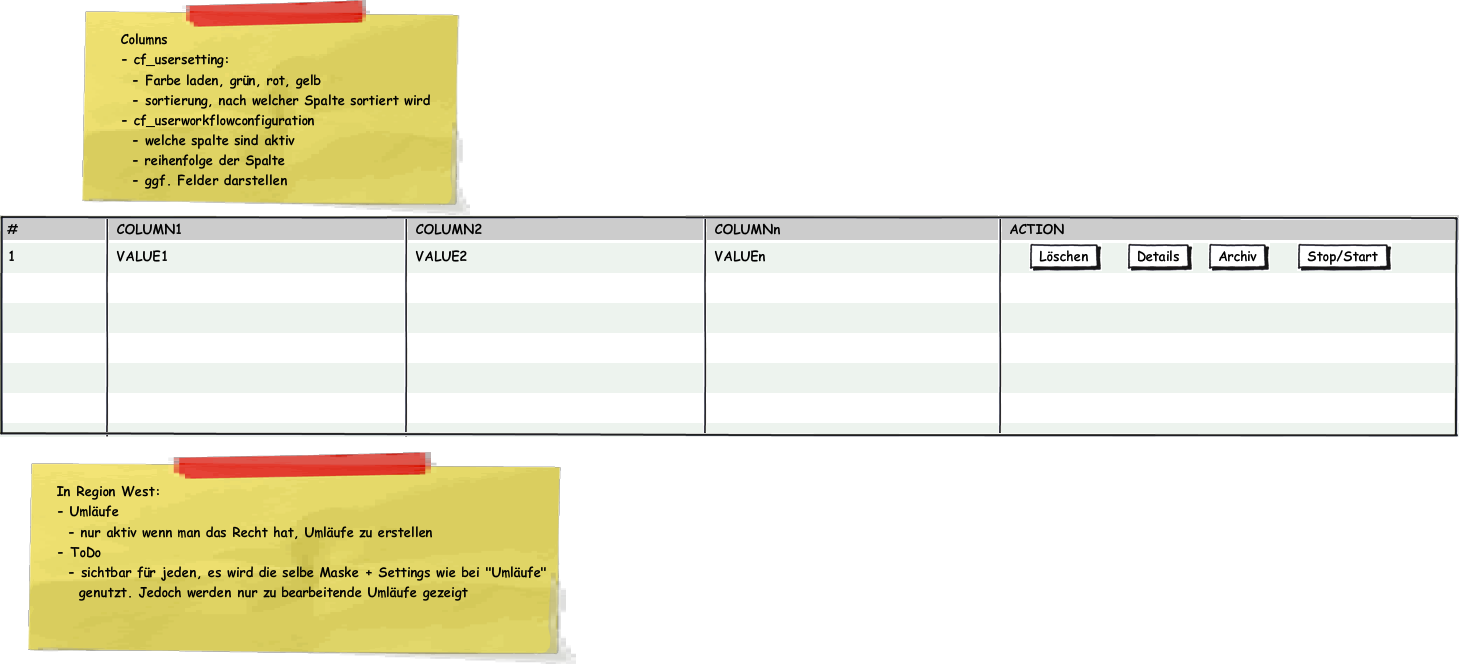 Columns
- cf_usersetting:
- Farbe laden, grün, rot, gelb
- sortierung, nach welcher Spalte sortiert wird
- cf_userworkflowconfiguration
- welche spalte sind aktiv
- reihenfolge der Spalte
- ggf. Felder darstellen
# COLUMN1 COLUMN2 COLUMNn ACTION
1 VALUE1 VALUE2 VALUEn Löschen Details Archiv Stop/Start
In Region West:
- Umläufe
- nur aktiv wenn man das Recht hat, Umläufe zu erstellen
- ToDo
- sichtbar für jeden, es wird die selbe Maske + Settings wie bei "Umläufe"
genutzt. Jedoch werden nur zu bearbeitende Umläufe gezeigt